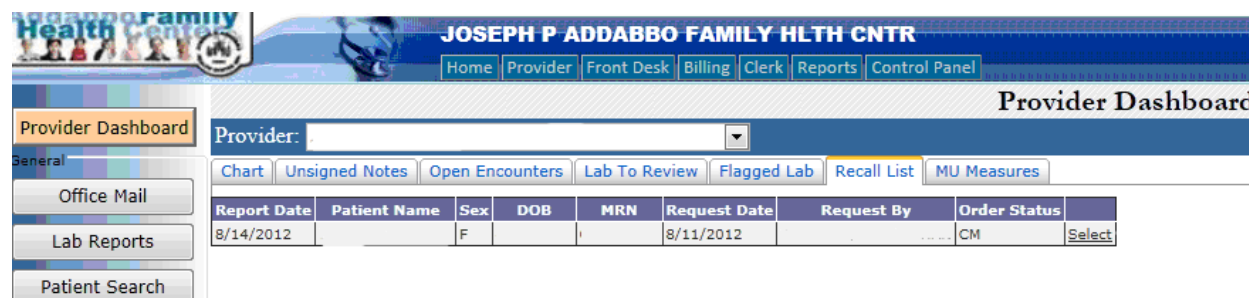 Addabbo Family
Health Center
JOSEPH P ADDABBO FAMILY HLTH CNTR
Home Provider Front Desk Billing Clerk Reports Control Panel
Provider Dashboard
Provider Dashboard
Provider:
General
Chart Unsigned Notes Open Encounters Lab To Review Flagged Lab Recall List MU Measures
Office Mail
Report Date Patient Name Sex DOB MRN Request Date Request By Order Status
8/14/2012 F 8/11/2012 CM Select
Lab Reports
Patient Search